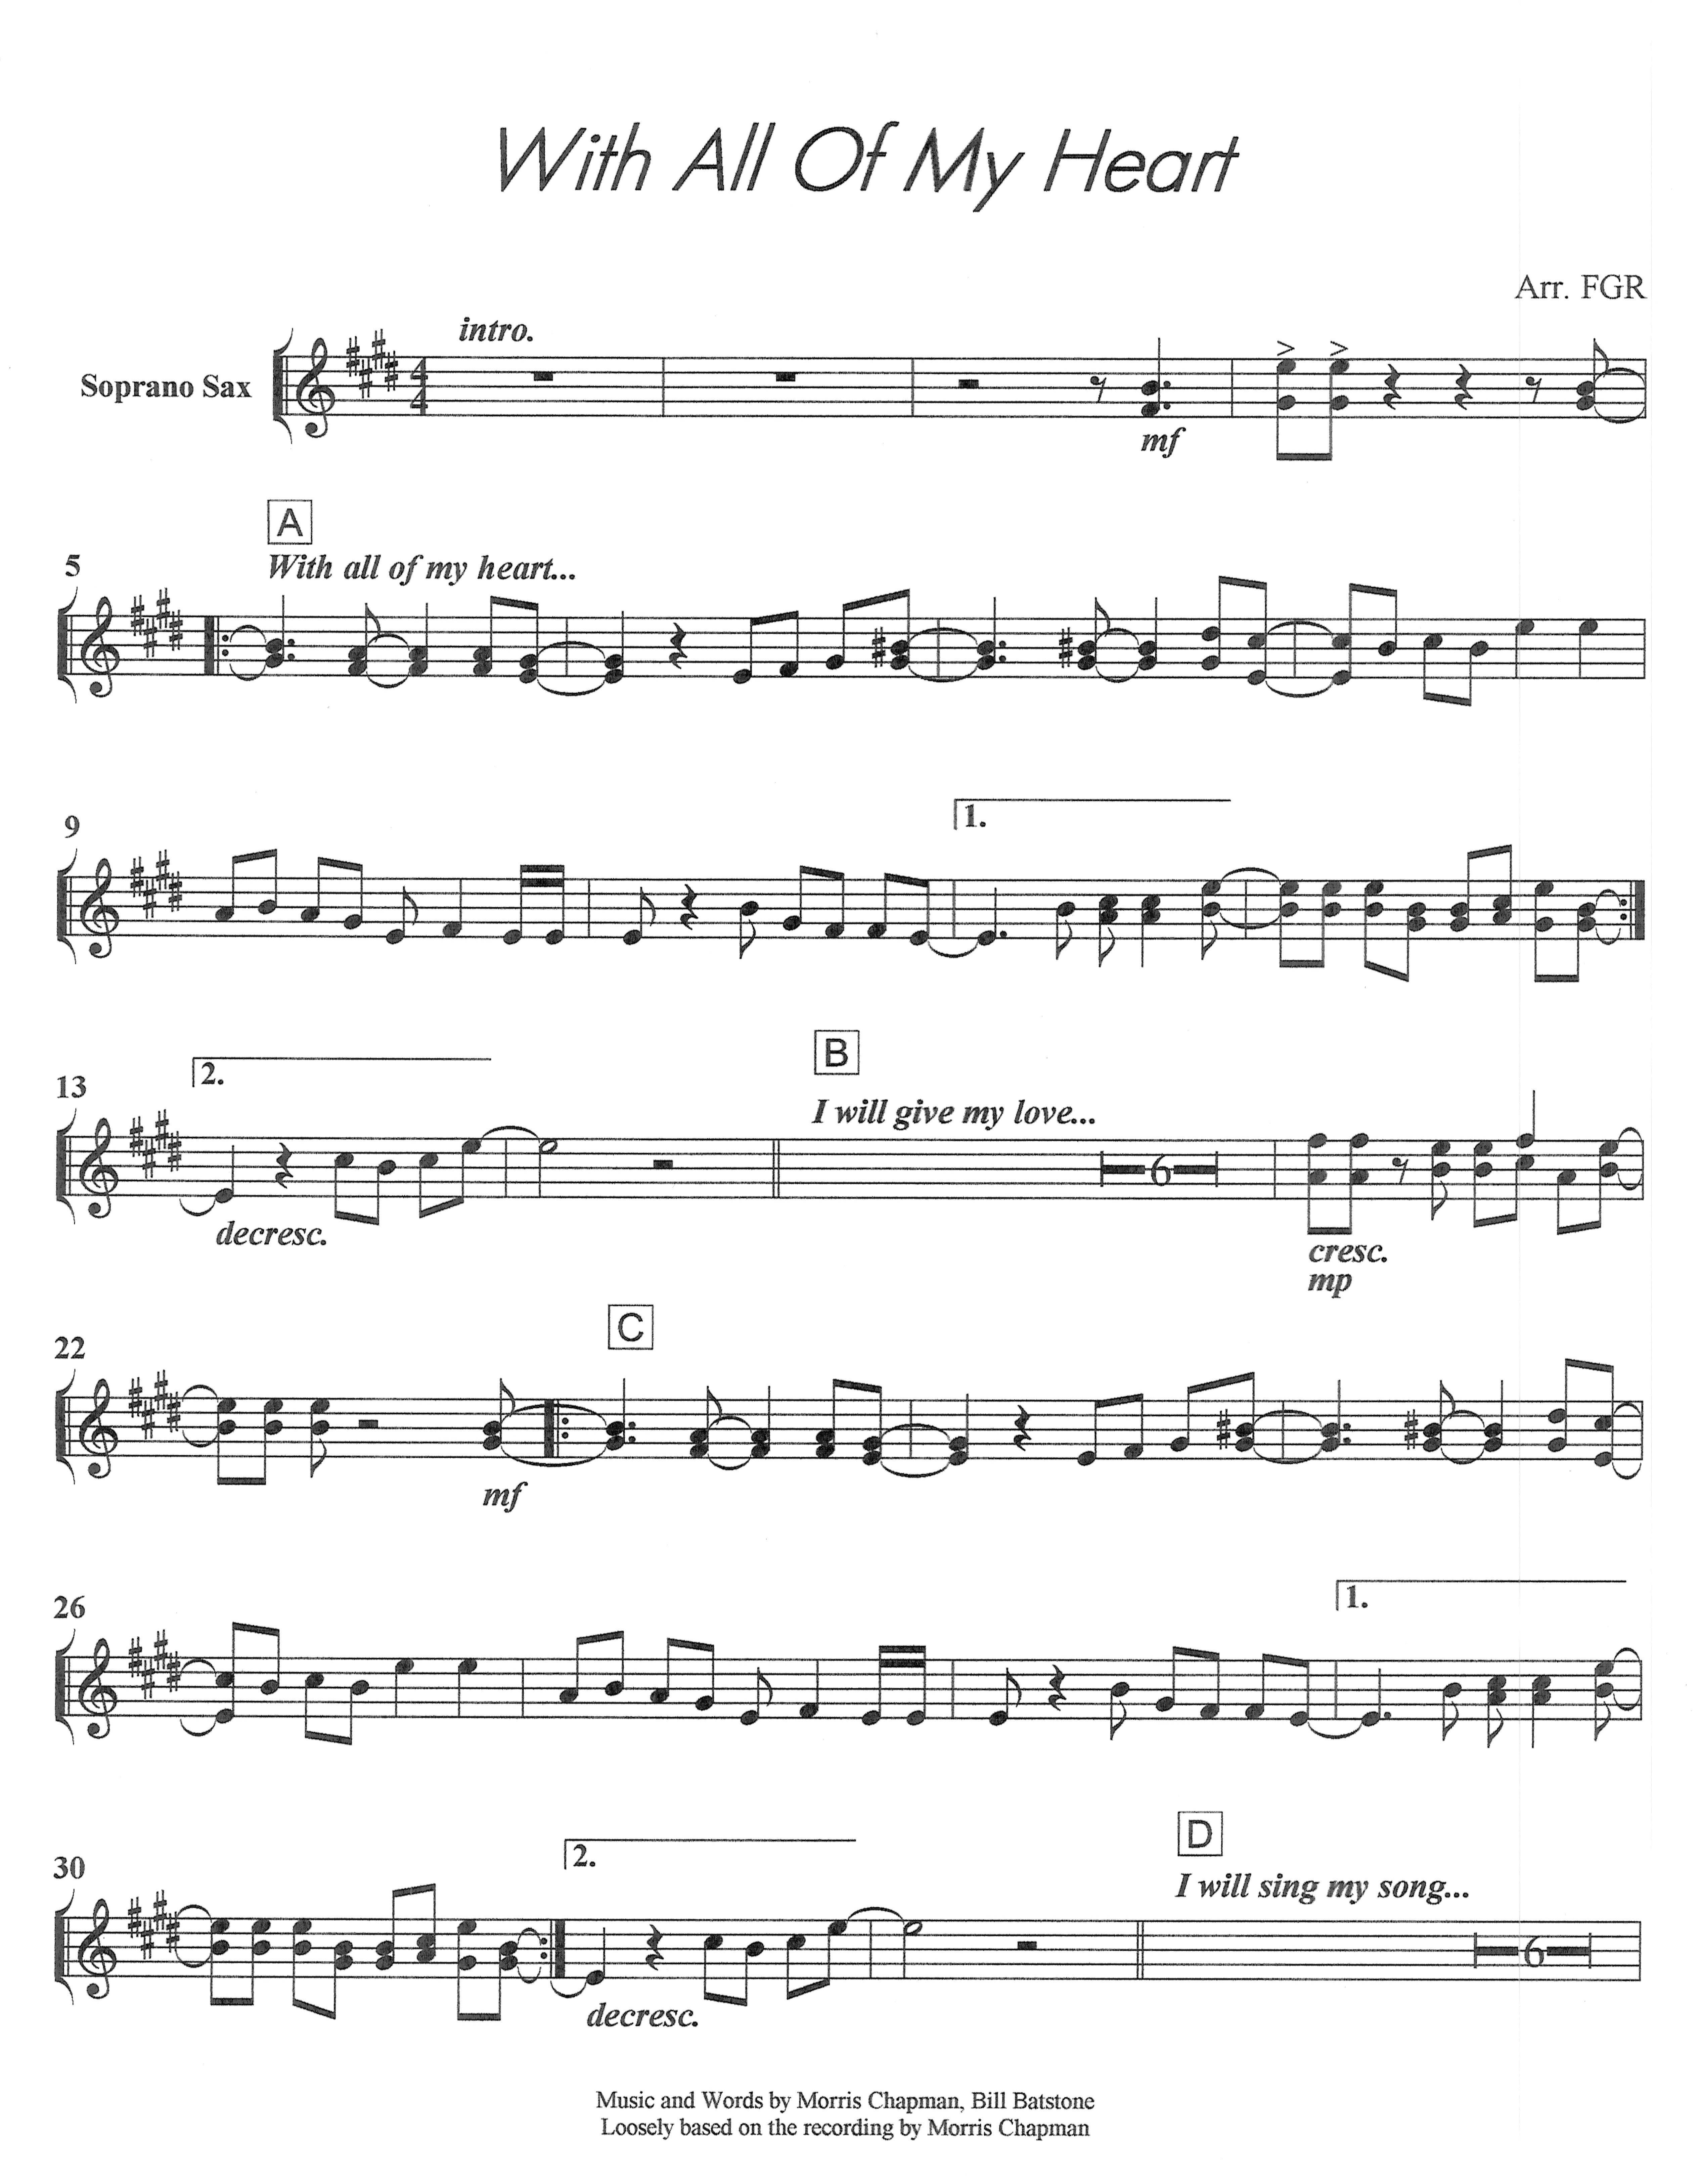 With All Of My Heart
Arr. FGR
intro.
Soprano Sax
4
4
mf
A
5
With all of my heart...
9
1.
B
13
2.
I will give my love...
6
decresc.
cresc.
mp
C
22
mf
26
1.
D
30
2.
I will sing my song...
6
decresc.
Music and Words by Morris Chapman, Bill Batstone
Loosely based on the recording by Morris Chapman